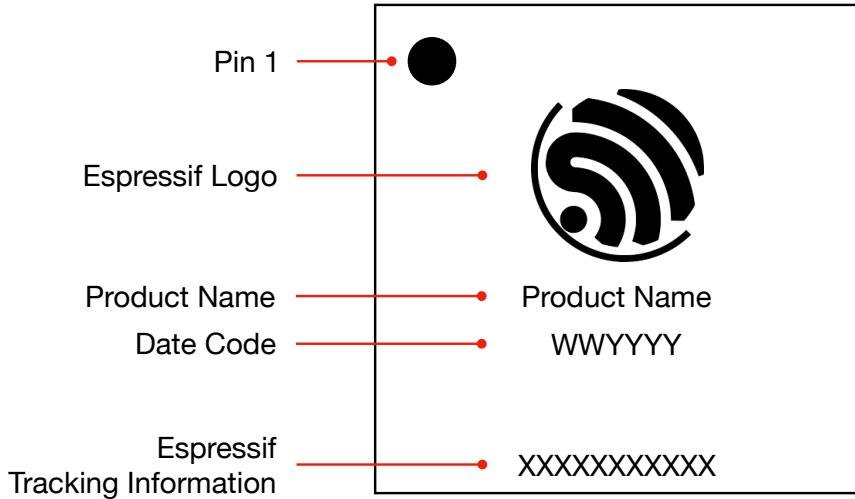 Pin 1
Espressif Logo
Product Name Product Name
Date Code WWYYYY
Espressif
Tracking Information XXXXXXXXXXX